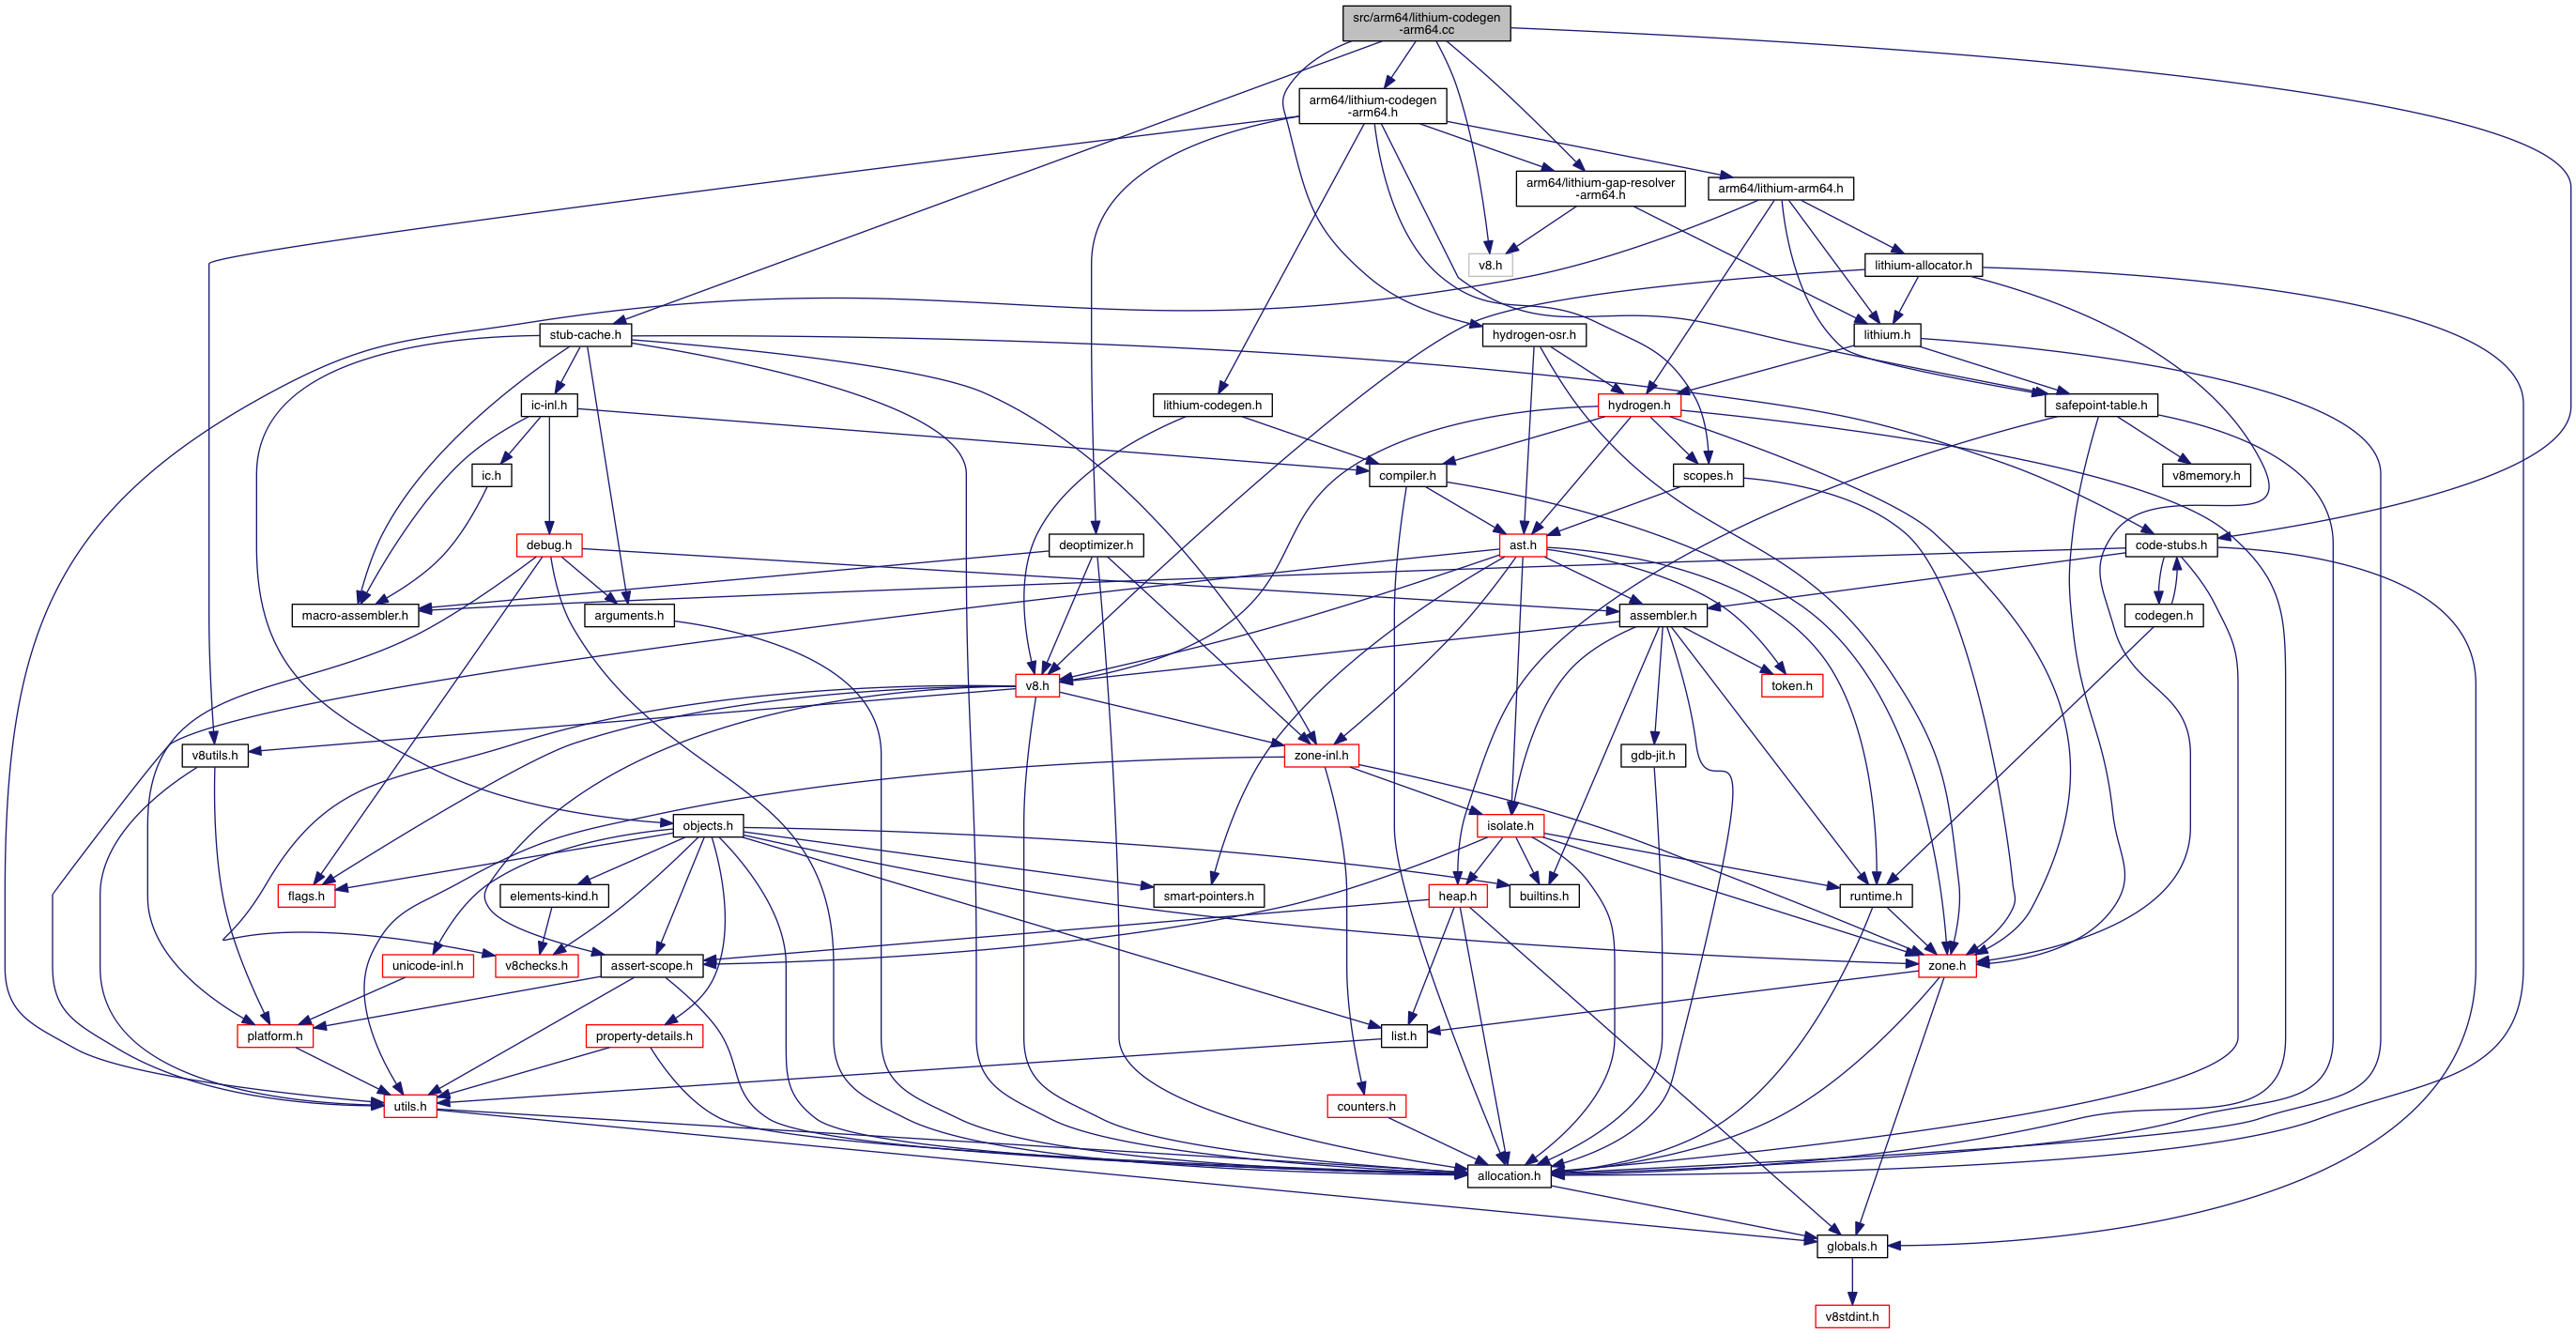 src/arm64/lithium-codegen
-arm64.cc
arm64/lithium-codegen
-arm64.h
arm64/lithium-gap-resolver
-arm64.h
arm64/lithium-arm64.h
v8.h
lithium-allocator.h
stub-cache.h
hydrogen-osr.h
lithium.h
ic-inl.h
lithium-codegen.h
hydrogen.h
safepoint-table.h
ic.h
compiler.h
scopes.h
v8memory.h
debug.h
deoptimizer.h
ast.h
code-stubs.h
macro-assembler.h
arguments.h
assembler.h
codegen.h
v8.h
token.h
v8utils.h
zone-inl.h
gdb-jit.h
objects.h
isolate.h
flags.h
elements-kind.h
smart-pointers.h
heap.h
builtins.h
runtime.h
unicode-inl.h
v8checks.h
assert-scope.h
zone.h
platform.h
property-details.h
list.h
utils.h
counters.h
allocation.h
globals.h
v8stdint.h